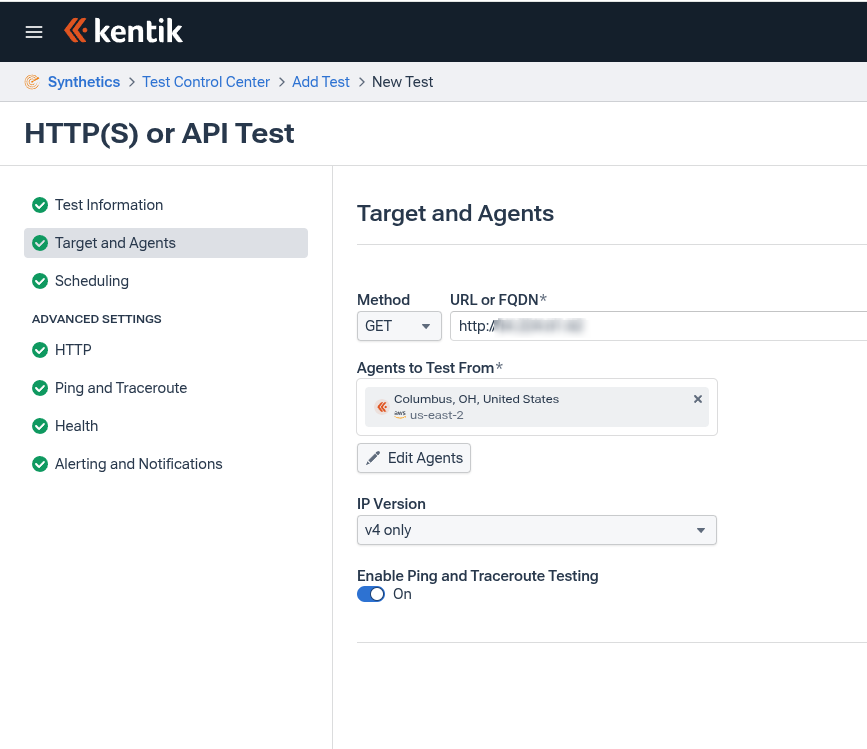 kentik
Synthetics > Test Control Center > Add Test > New Test
HTTP(S) or API Test
Test Information
Target and Agents
Scheduling
ADVANCED SETTINGS
HTTP
Ping and Traceroute
Health
Alerting and Notifications
Target and Agents
Method
URL or FQDN*
GET
http://
Agents to Test From*
Columbus, OH, United States
aws us-east-2
Edit Agents
IP Version
v4 only
Enable Ping and Traceroute Testing
On